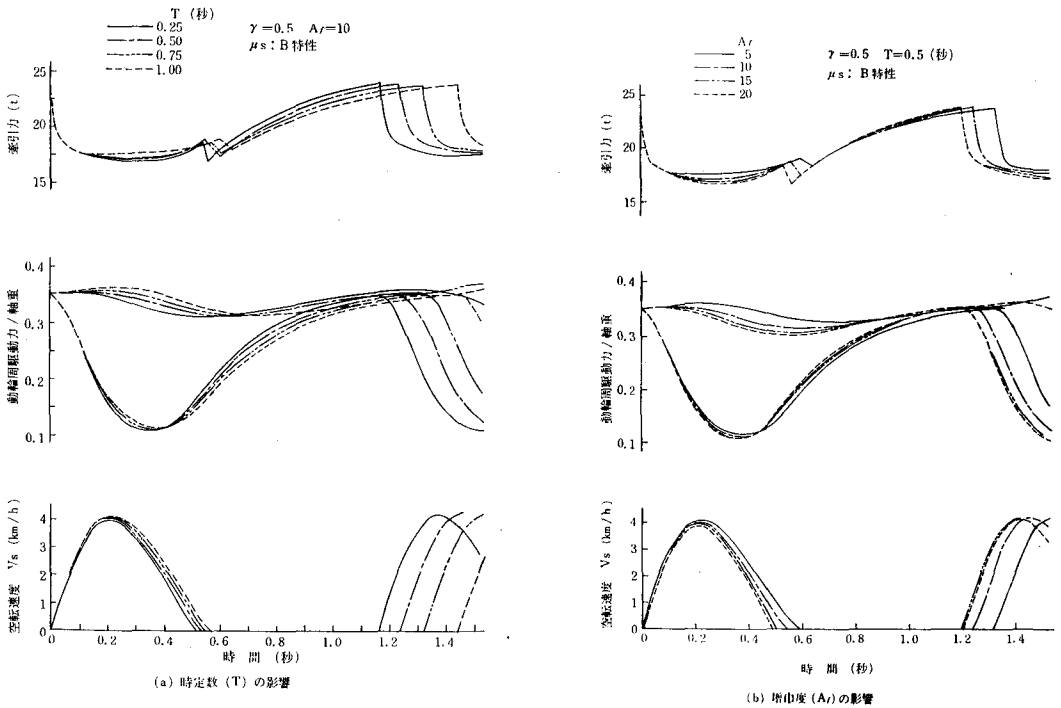 T (秒)
0.25
0.50
0.75
1.00
γ=0.5 Af=10
μs：B特性
牽引力 (t)
25
20
15
動輪周駆動力/軸重
0.4
0.3
0.2
0.1
空転速度 Vs (km/h)
4
3
2
1
0
0 0.2 0.4 0.6 0.8 1.0 1.2 1.4
時間 (秒)
(a) 時定数(T)の影響
Af
5
10
15
20
γ=0.5 T=0.5(秒)
μs：B特性
牽引力 (t)
25
20
15
動輪周駆動力/軸重
0.4
0.3
0.2
0.1
空転速度 Vs (km/h)
4
3
2
1
0
0 0.2 0.4 0.6 0.8 1.0 1.2 1.4
時間 (秒)
(b) 増巾度(Af)の影響